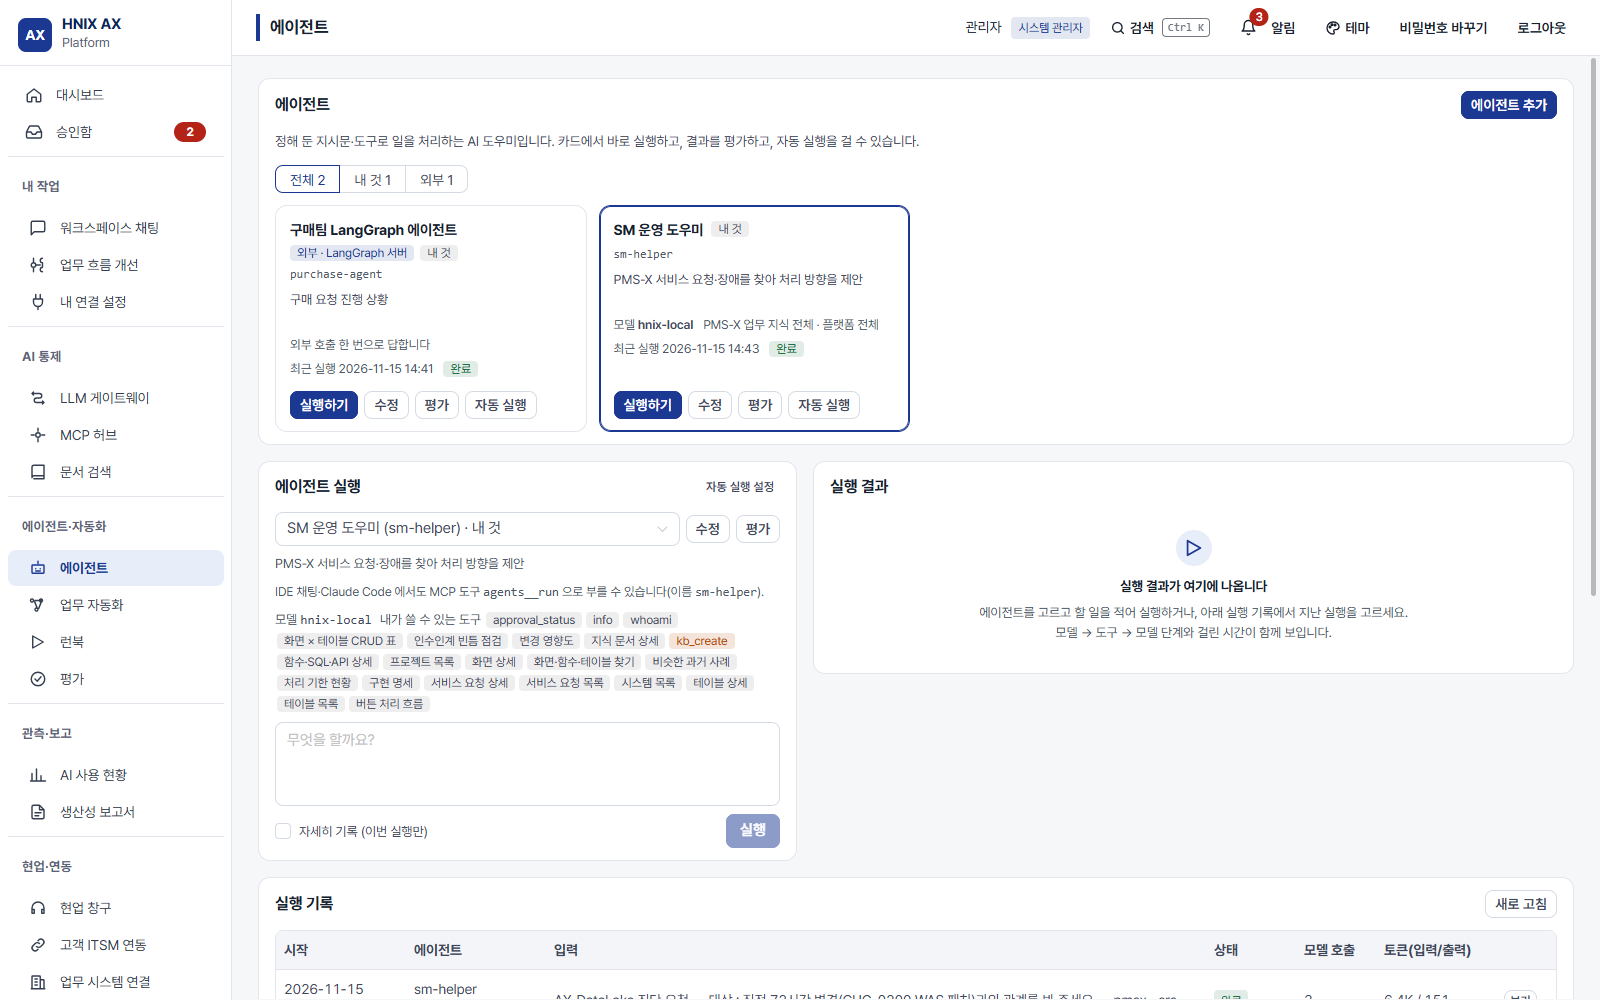 AX
HNIX AX
Platform
대시보드
승인함
2
내 작업
워크스페이스 채팅
업무 흐름 개선
내 연결 설정
AI 통제
LLM 게이트웨이
MCP 허브
문서 검색
에이전트·자동화
에이전트
업무 자동화
런북
평가
관측·보고
AI 사용 현황
생산성 보고서
현업·연동
현업 창구
고객 ITSM 연동
업무 시스템 연결
에이전트
관리자 시스템 관리자 검색 Ctrl K 3 알림 테마 비밀번호 바꾸기 로그아웃
에이전트
에이전트 추가
정해 둔 지시문·도구로 일을 처리하는 AI 도우미입니다. 카드에서 바로 실행하고, 결과를 평가하고, 자동 실행을 걸 수 있습니다.
전체 2 내 것 1 외부 1
구매팀 LangGraph 에이전트
외부 · LangGraph 서버 내 것
purchase-agent
구매 요청 진행 상황
외부 호출 한 번으로 답합니다
최근 실행 2026-11-15 14:41 완료
실행하기 수정 평가 자동 실행
SM 운영 도우미 내 것
sm-helper
PMS-X 서비스 요청·장애를 찾아 처리 방향을 제안
모델 hnix-local PMS-X 업무 지식 전체 · 플랫폼 전체
최근 실행 2026-11-15 14:43 완료
실행하기 수정 평가 자동 실행
에이전트 실행
자동 실행 설정
SM 운영 도우미 (sm-helper) · 내 것
수정 평가
PMS-X 서비스 요청·장애를 찾아 처리 방향을 제안
IDE 채팅·Claude Code 에서도 MCP 도구 agents__run 으로 부를 수 있습니다(이름 sm-helper).
모델 hnix-local 내가 쓸 수 있는 도구 approval_status info whoami
화면 × 테이블 CRUD 표 인수인계 빈틈 점검 변경 영향도 지식 문서 상세 kb_create
함수·SQL·API 상세 프로젝트 목록 화면 상세 화면·함수·테이블 찾기 비슷한 과거 사례
처리 기한 현황 구현 명세 서비스 요청 상세 서비스 요청 목록 시스템 목록 테이블 상세
테이블 목록 버튼 처리 흐름
무엇을 할까요?
자세히 기록 (이번 실행만)
실행
실행 결과
실행 결과가 여기에 나옵니다
에이전트를 고르고 할 일을 적어 실행하거나, 아래 실행 기록에서 지난 실행을 고르세요.
모델 → 도구 → 모델 단계와 걸린 시간이 함께 보입니다.
실행 기록
새로 고침
시작 에이전트 입력 상태 모델 호출 토큰(입력/출력)
2026-11-15 sm-helper